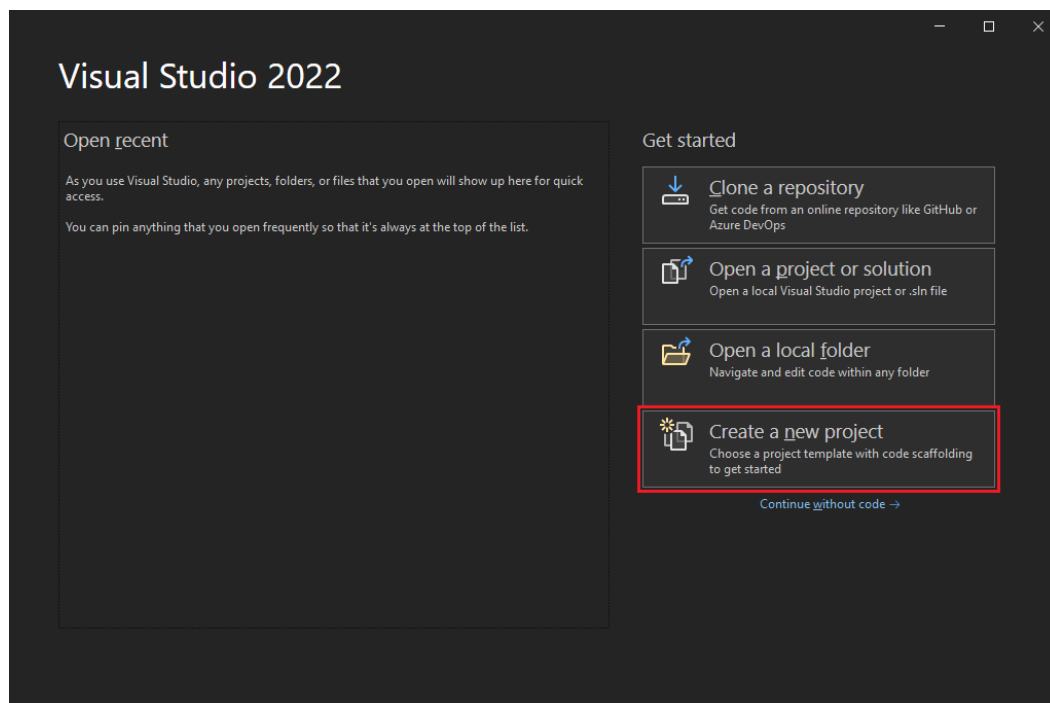 Visual Studio 2022
Open recent
As you use Visual Studio, any projects, folders, or files that you open will show up here for quick
access.
You can pin anything that you open frequently so that it's always at the top of the list.
Get started
Clone a repository
Get code from an online repository like GitHub or
Azure DevOps
Open a project or solution
Open a local Visual Studio project or .sln file
Open a local folder
Navigate and edit code within any folder
Create a new project
Choose a project template with code scaffolding
to get started
Continue without code →